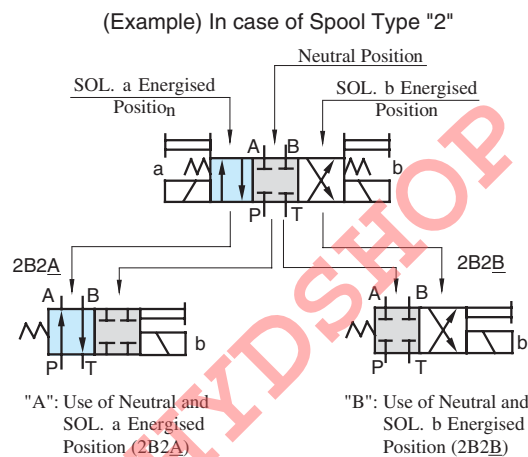 (Example) In case of Spool Type "2"
Neutral Position
SOL. a Energised
Position
SOL. b Energised
Position
A B
a
b
P T
2B2A
2B2B
A B
b
P T
A B
b
P T
"A": Use of Neutral and
SOL. a Energised
Position (2B2A)
"B": Use of Neutral and
SOL. b Energised
Position (2B2B)
HYDSHOP